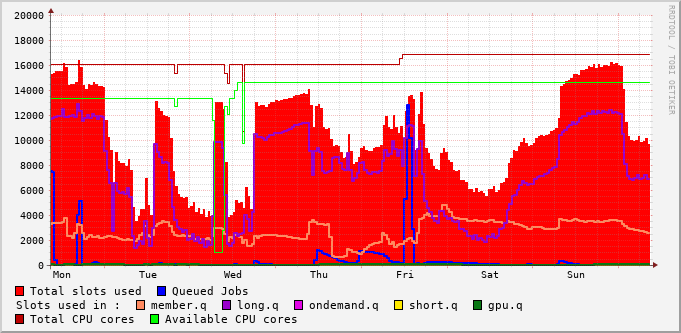 20000
18000
16000
14000
12000
10000
8000
6000
4000
2000
0
Mon Tue Wed Thu Fri Sat Sun
RRDTOOL / TOBI OETIKER
Total slots used Queued Jobs
Slots used in : member.q long.q ondemand.q short.q gpu.q
Total CPU cores Available CPU cores